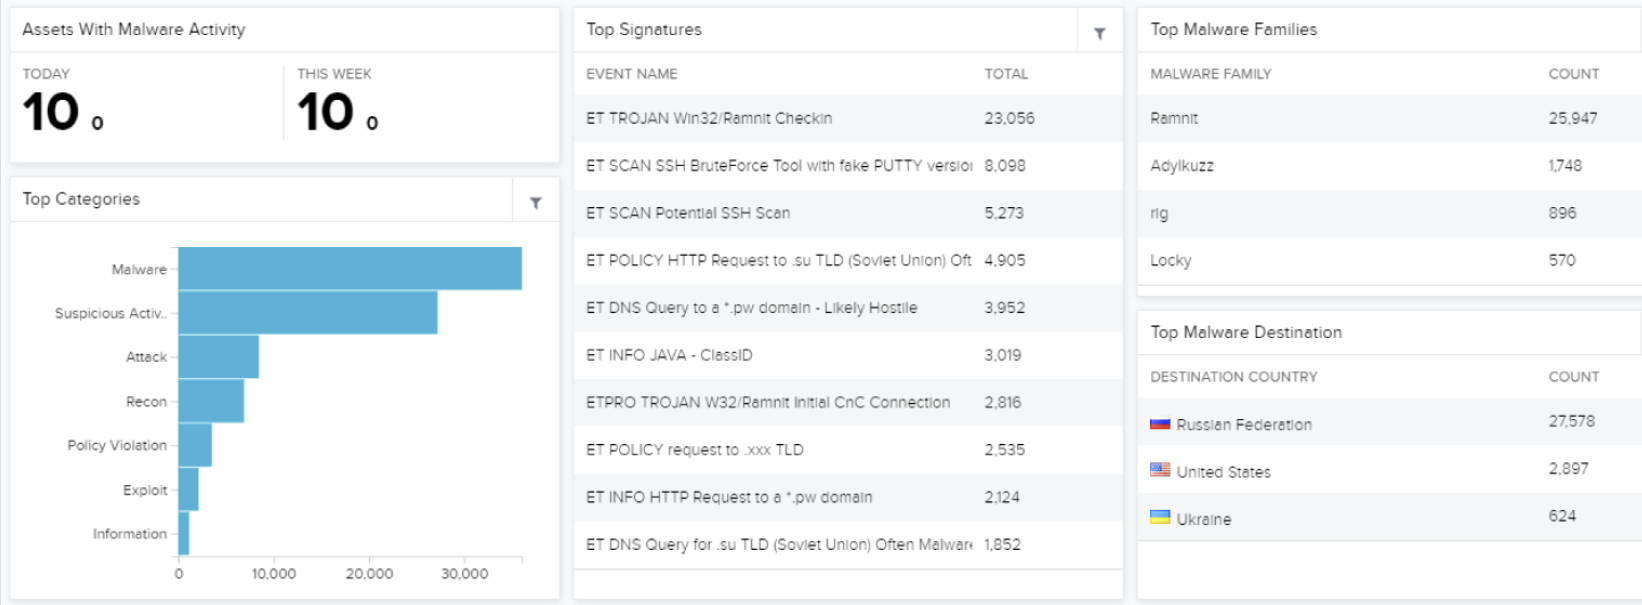 Assets With Malware Activity
TODAY
10 0
THIS WEEK
10 0
Top Categories
Malware
Suspicious Activ..
Attack
Recon
Policy Violation
Exploit
Information
0 10,000 20,000 30,000
Top Signatures
EVENT NAME TOTAL
ET TROJAN Win32/Ramnit Checkin 23,056
ET SCAN SSH BruteForce Tool with fake PUTTY version 8,098
ET SCAN Potential SSH Scan 5,273
ET POLICY HTTP Request to .su TLD (Soviet Union) Oft 4,905
ET DNS Query to a *.pw domain - Likely Hostile 3,952
ET INFO JAVA - ClassID 3,019
ETPRO TROJAN W32/Ramnit Initial CnC Connection 2,816
ET POLICY request to .xxx TLD 2,535
ET INFO HTTP Request to a *.pw domain 2,124
ET DNS Query for .su TLD (Soviet Union) Often Malware 1,852
Top Malware Families
MALWARE FAMILY COUNT
Ramnit 25,947
Adylkuzz 1,748
rig 896
Locky 570
Top Malware Destination
DESTINATION COUNTRY COUNT
Russian Federation 27,578
United States 2,897
Ukraine 624